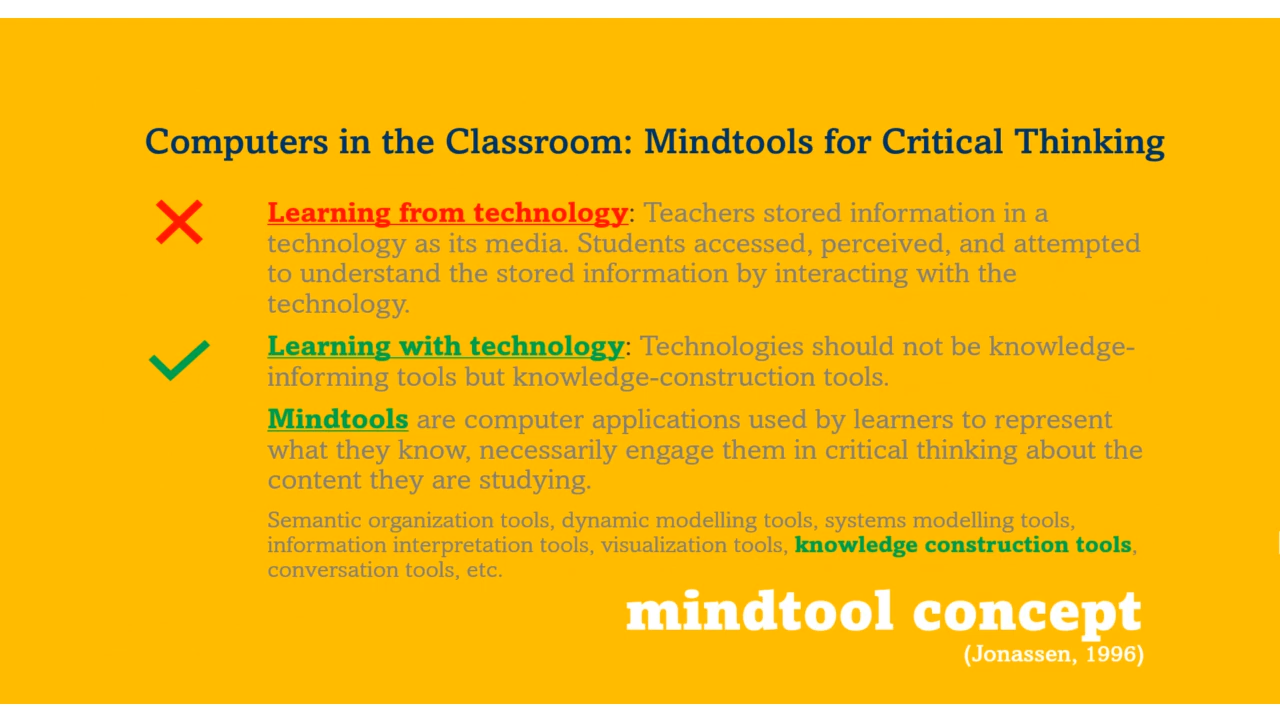 Computers in the Classroom: Mindtools for Critical Thinking
Learning from technology: Teachers stored information in a
technology as its media. Students accessed, perceived, and attempted
to understand the stored information by interacting with the
technology.
Learning with technology: Technologies should not be knowledge-
informing tools but knowledge-construction tools.
Mindtools are computer applications used by learners to represent
what they know, necessarily engage them in critical thinking about the
content they are studying.
Semantic organization tools, dynamic modelling tools, systems modelling tools,
information interpretation tools, visualization tools, knowledge construction tools,
conversation tools, etc.
mindtool concept
(Jonassen, 1996)